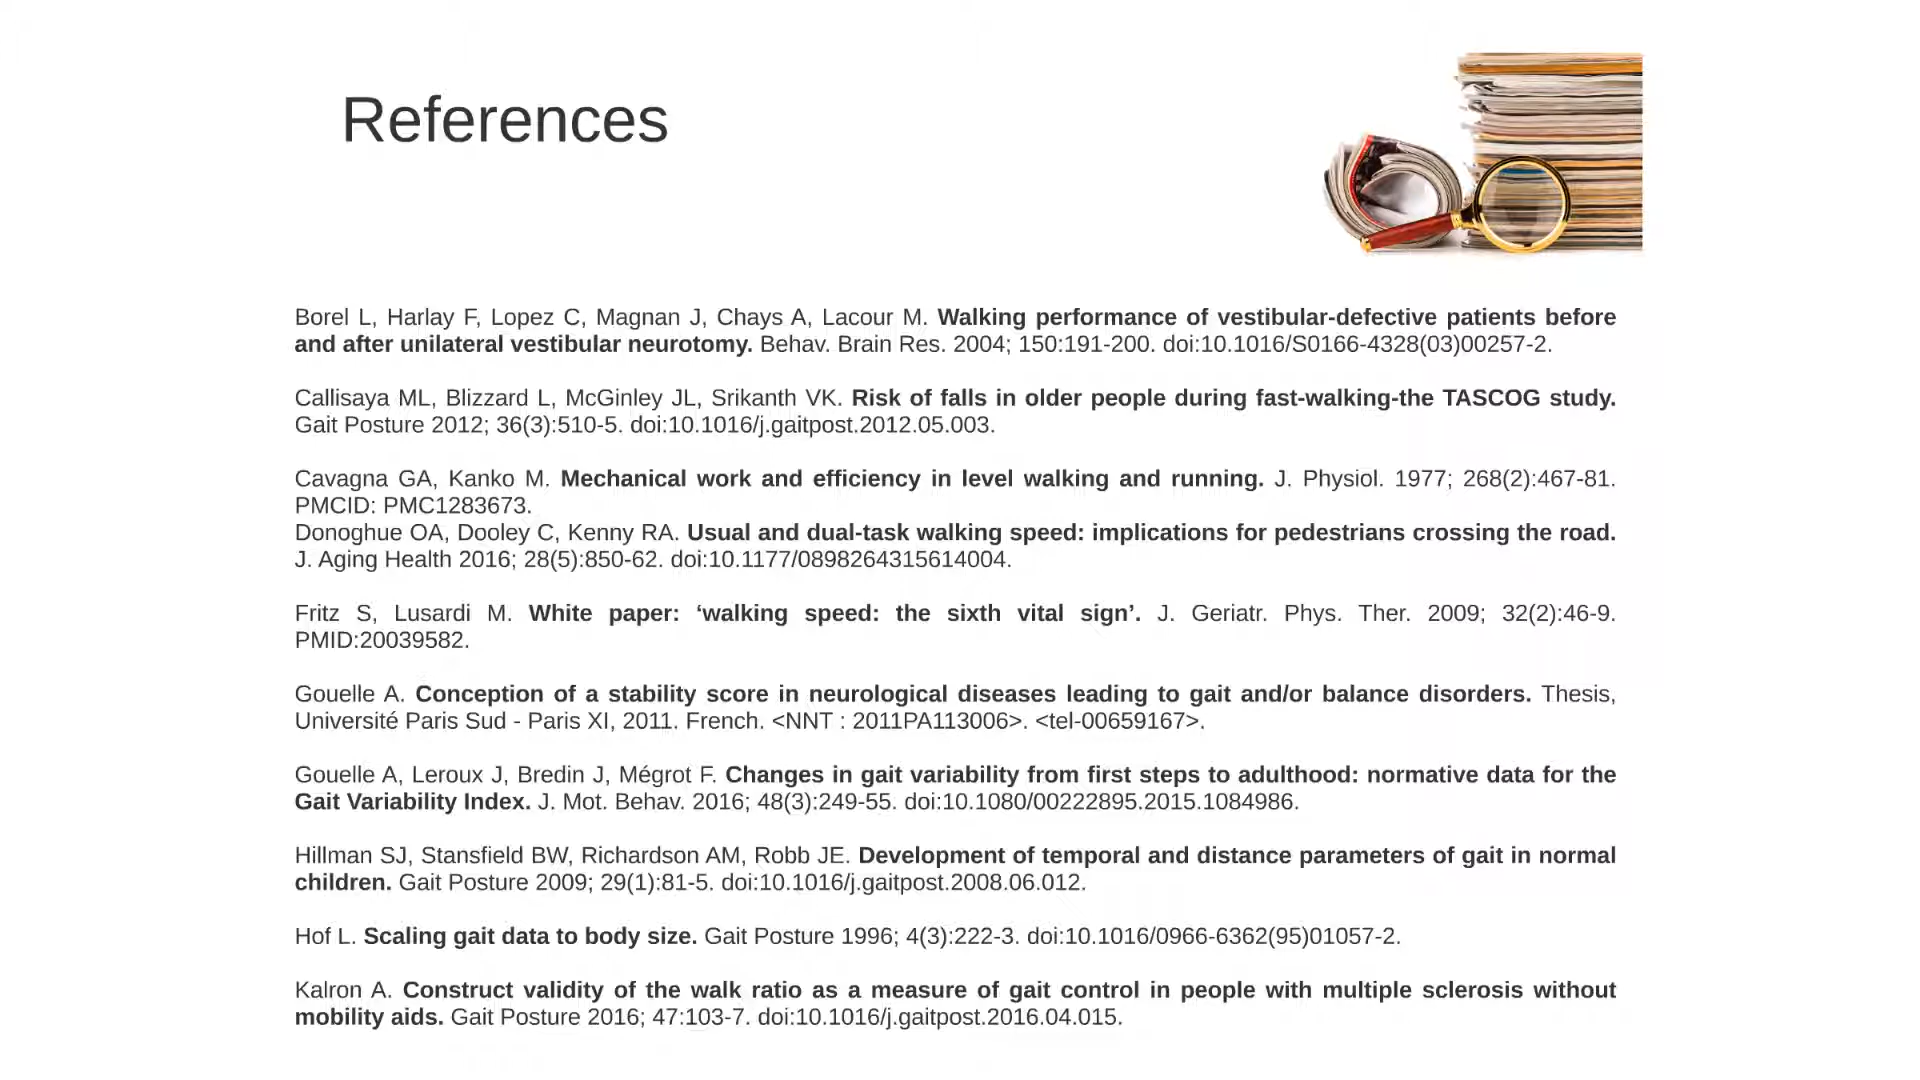 References
Borel L, Harlay F, Lopez C, Magnan J, Chays A, Lacour M. Walking performance of vestibular-defective patients before
and after unilateral vestibular neurotomy. Behav. Brain Res. 2004; 150:191-200. doi:10.1016/S0166-4328(03)00257-2.
Callisaya ML, Blizzard L, McGinley JL, Srikanth VK. Risk of falls in older people during fast-walking-the TASCOG study.
Gait Posture 2012; 36(3):510-5. doi:10.1016/j.gaitpost.2012.05.003.
Cavagna GA, Kanko M. Mechanical work and efficiency in level walking and running. J. Physiol. 1977; 268(2):467-81.
PMCID: PMC1283673.
Donoghue OA, Dooley C, Kenny RA. Usual and dual-task walking speed: implications for pedestrians crossing the road.
J. Aging Health 2016; 28(5):850-62. doi:10.1177/0898264315614004.
Fritz S, Lusardi M. White paper: ‘walking speed: the sixth vital sign’. J. Geriatr. Phys. Ther. 2009; 32(2):46-9.
PMID:20039582.
Gouelle A. Conception of a stability score in neurological diseases leading to gait and/or balance disorders. Thesis,
Université Paris Sud - Paris XI, 2011. French. <NNT : 2011PA113006>. <tel-00659167>.
Gouelle A, Leroux J, Bredin J, Mégrot F. Changes in gait variability from first steps to adulthood: normative data for the
Gait Variability Index. J. Mot. Behav. 2016; 48(3):249-55. doi:10.1080/00222895.2015.1084986.
Hillman SJ, Stansfield BW, Richardson AM, Robb JE. Development of temporal and distance parameters of gait in normal
children. Gait Posture 2009; 29(1):81-5. doi:10.1016/j.gaitpost.2008.06.012.
Hof L. Scaling gait data to body size. Gait Posture 1996; 4(3):222-3. doi:10.1016/0966-6362(95)01057-2.
Kalron A. Construct validity of the walk ratio as a measure of gait control in people with multiple sclerosis without
mobility aids. Gait Posture 2016; 47:103-7. doi:10.1016/j.gaitpost.2016.04.015.